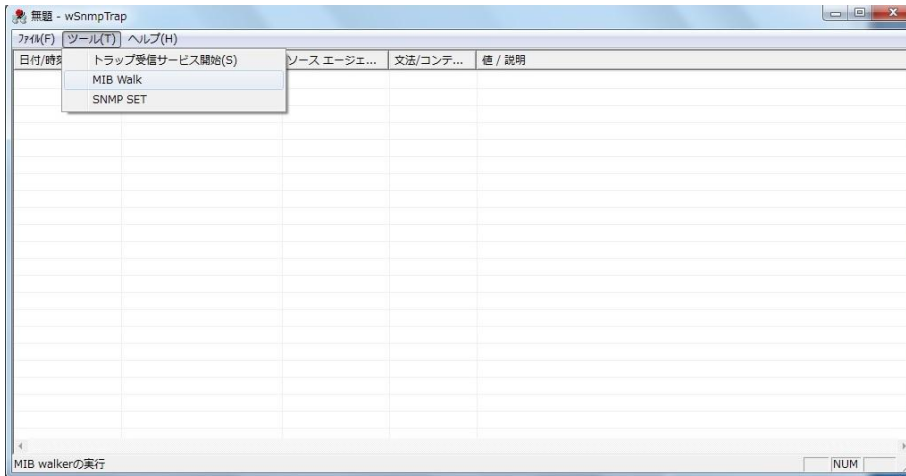 無題 - wSnmpTrap
ﾌｧｲﾙ(F) ツール(T) ヘルプ(H)
日付/時刻 ソース エージェ... 文法/コンテ... 値 / 説明
トラップ受信サービス開始(S)
MIB Walk
SNMP SET
MIB walkerの実行 NUM